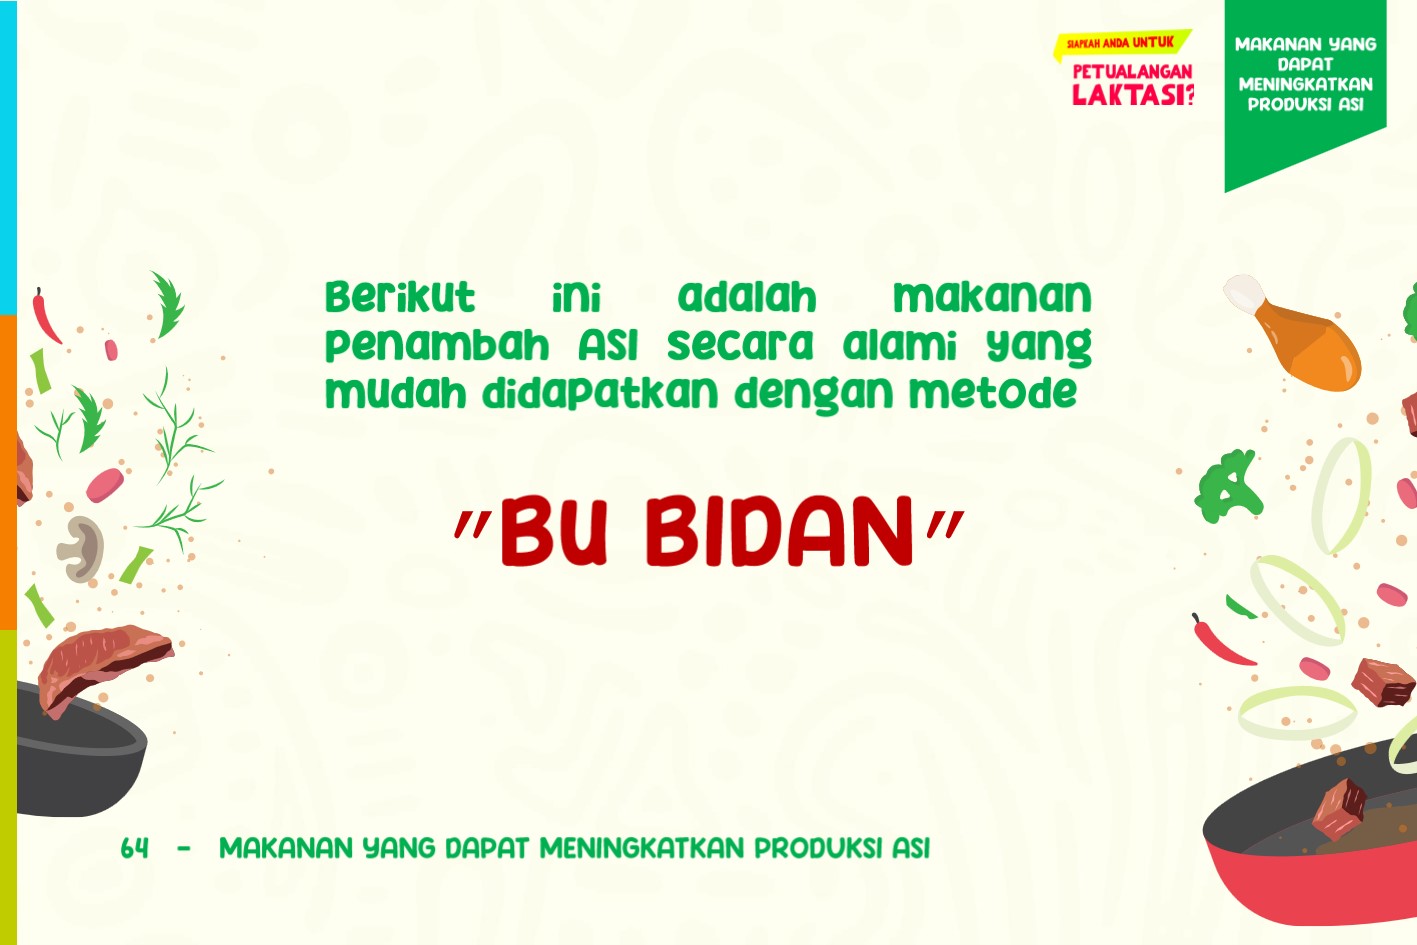 SIAPKAH ANDA UNTUK
PETUALANGAN
LAKTASI?
MAKANAN YANG
DAPAT
MENINGKATKAN
PRODUKSI ASI
Berikut ini adalah makanan
penambah ASI secara alami yang
mudah didapatkan dengan metode
"BU BIDAN"
64 - MAKANAN YANG DAPAT MENINGKATKAN PRODUKSI ASI